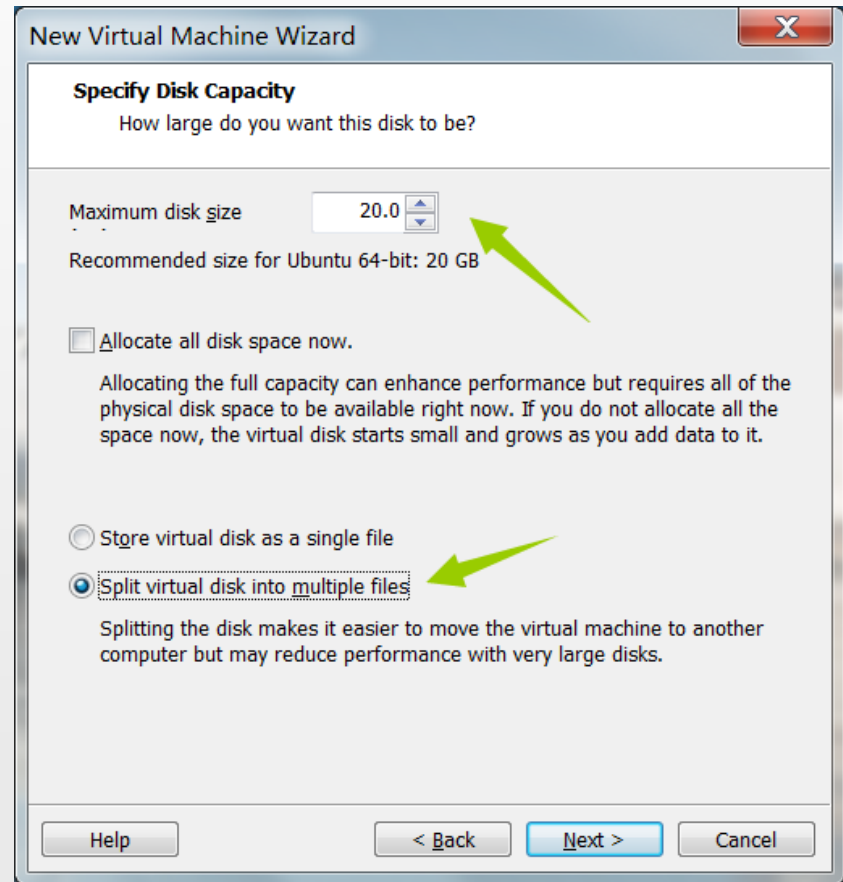 New Virtual Machine Wizard
Specify Disk Capacity
How large do you want this disk to be?
Maximum disk size 20.0
Recommended size for Ubuntu 64-bit: 20 GB
Allocate all disk space now.
Allocating the full capacity can enhance performance but requires all of the
physical disk space to be available right now. If you do not allocate all the
space now, the virtual disk starts small and grows as you add data to it.
Store virtual disk as a single file
Split virtual disk into multiple files
Splitting the disk makes it easier to move the virtual machine to another
computer but may reduce performance with very large disks.
Help < Back Next > Cancel